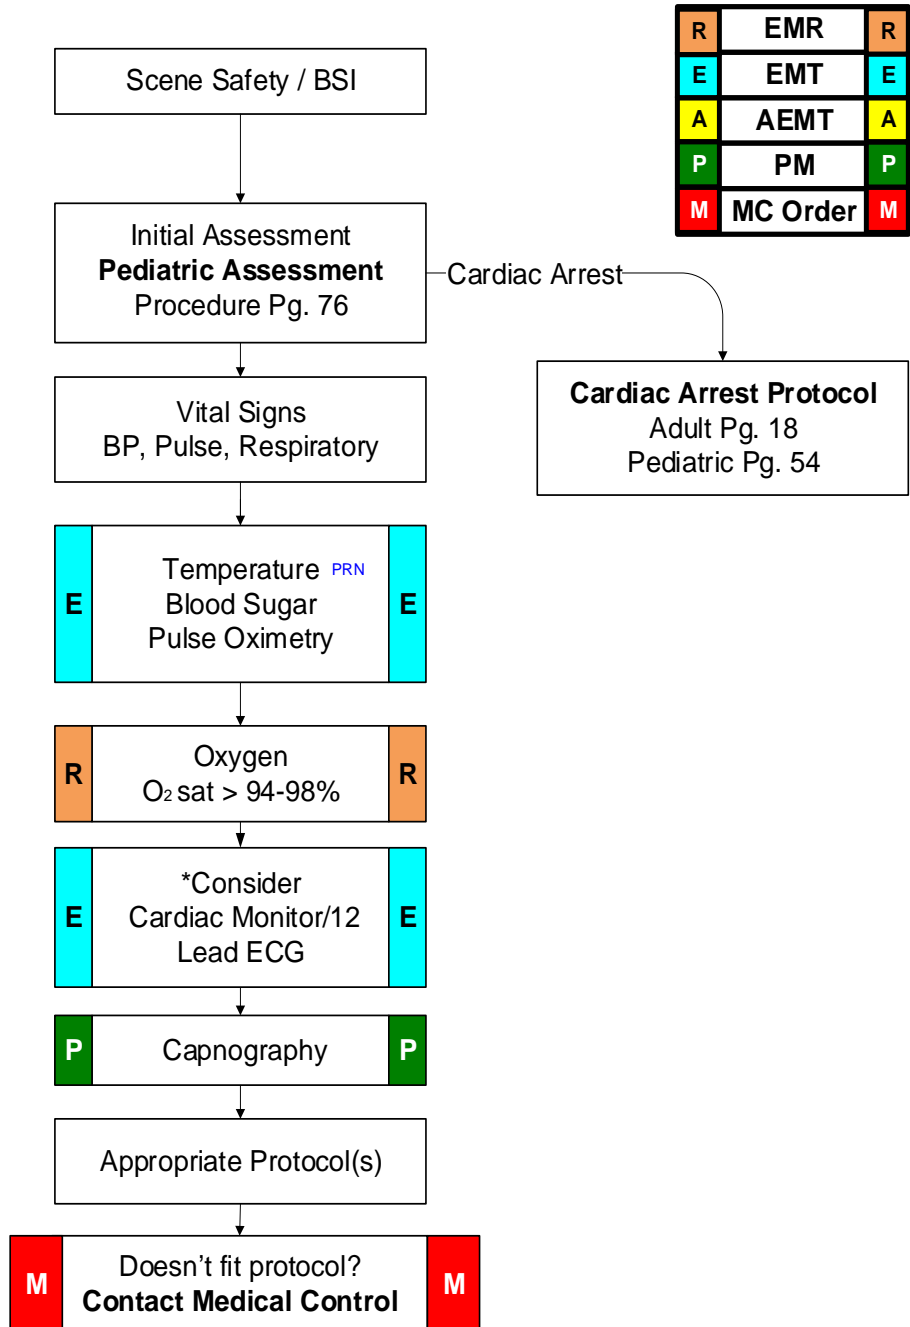 R EMR R
E EMT E
A AEMT A
P PM P
M MC Order M
Scene Safety / BSI
Initial Assessment
Pediatric Assessment
Procedure Pg. 76
Cardiac Arrest
Cardiac Arrest Protocol
Adult Pg. 18
Pediatric Pg. 54
Vital Signs
BP, Pulse, Respiratory
Temperature PRN
E Blood Sugar E
Pulse Oximetry
R Oxygen R
O2 sat > 94-98%
*Consider
E Cardiac Monitor/12 E
Lead ECG
P Capnography P
Appropriate Protocol(s)
M Doesn’t fit protocol? M
Contact Medical Control